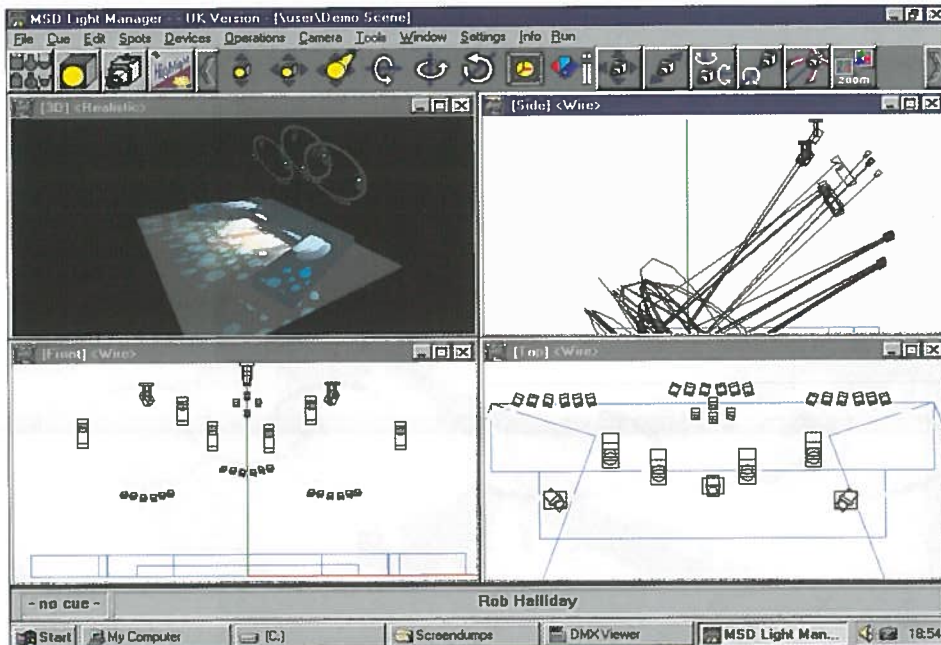 MSD Light Manager - - UK Version - [\user\Demo Scene]
File Cue Edit Spots Devices Operations Camera Tools Window Settings Info Run
Highlight
ZOOM
[3D] <Realistic>
[Side] <Wire>
[Front] <Wire>
[Top] <Wire>
- no cue -
Rob Halliday
Start
My Computer
[C.]
Screendumps
DMX Viewer
MSD Light Man...
18:54